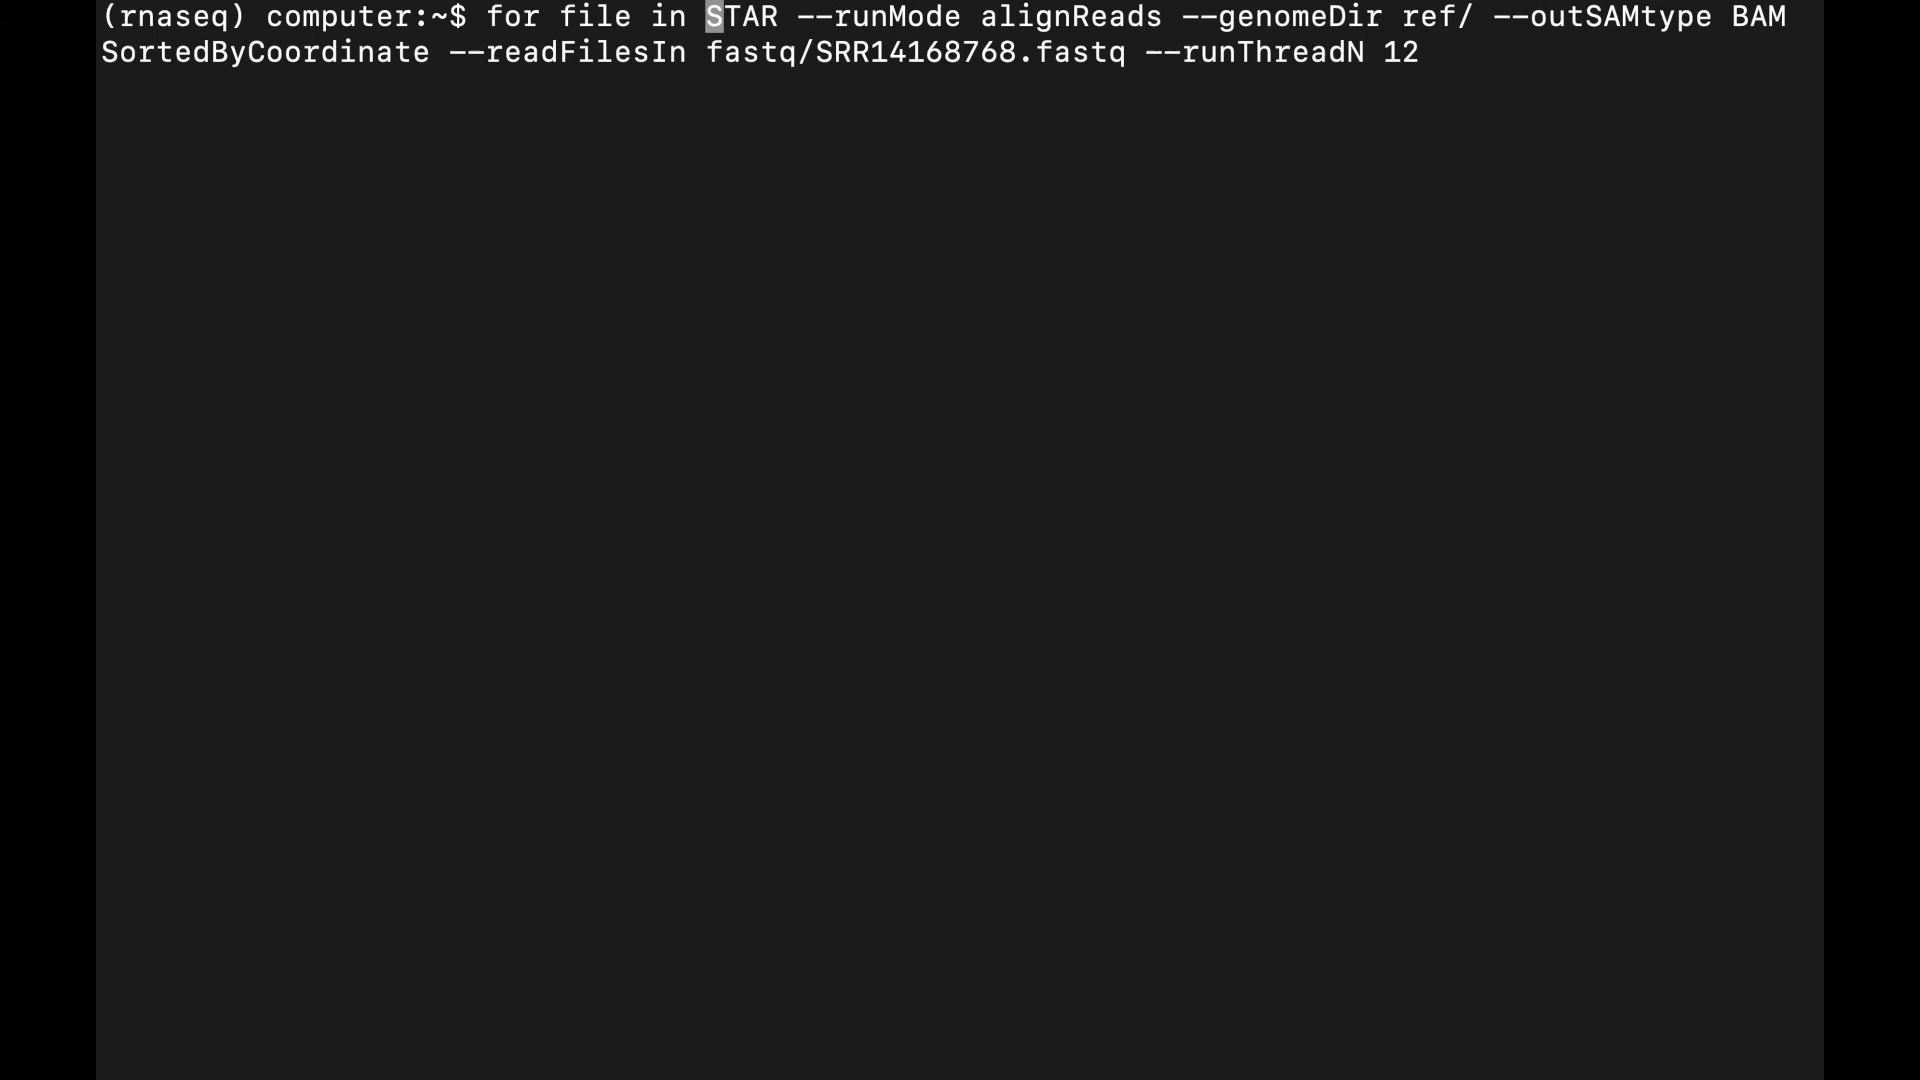 (rnaseq) computer:~$ for file in STAR --runMode alignReads --genomeDir ref/ --outSAMtype BAM
SortedByCoordinate --readFilesIn fastq/SRR14168768.fastq --runThreadN 12